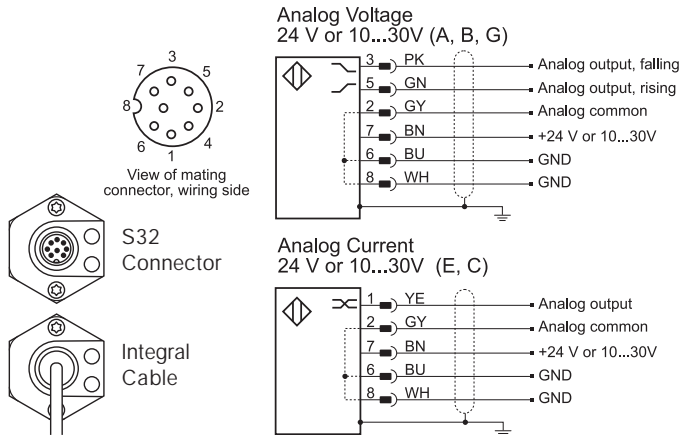 Analog Voltage
24 V or 10...30V (A, B, G)
3 PK Analog output, falling
5 GN Analog output, rising
2 GY Analog common
7 BN +24 V or 10...30V
6 BU GND
8 WH GND
3
7 5
8 2
6 4
1
View of mating
connector, wiring side
S32
Connector
Integral
Cable
Analog Current
24 V or 10...30V (E, C)
1 YE Analog output
2 GY Analog common
7 BN +24 V or 10...30V
6 BU GND
8 WH GND